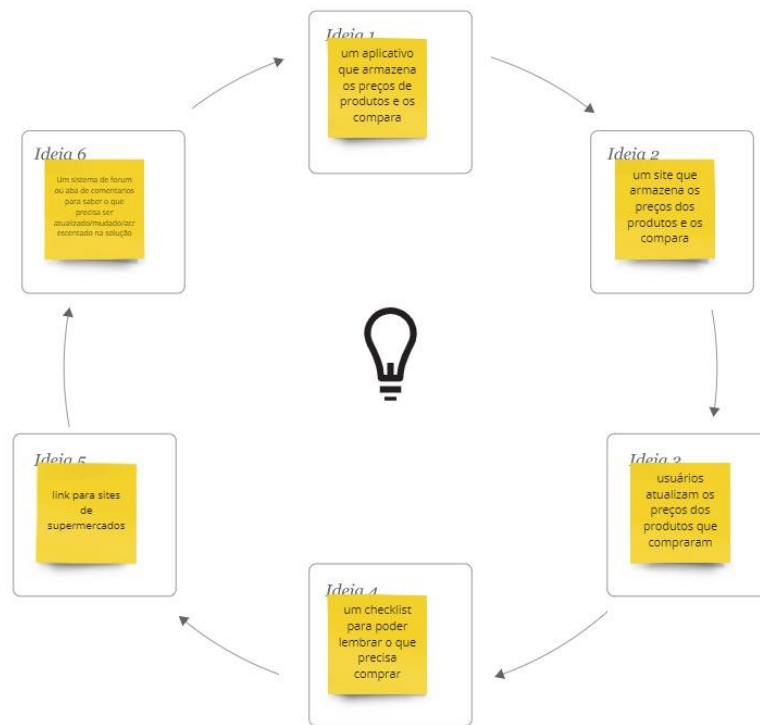 Ideia 1
um aplicativo
que armazena
os preços de
produtos e os
compara
Ideia 2
um site que
armazena os
preços dos
produtos e os
compara
Ideia 3
usuários
atualizam os
preços dos
produtos que
compraram
Ideia 4
um checklist
para poder
lembrar o que
precisa
comprar
Ideia 5
link para sites
de
supermercados
Ideia 6
Um sistema de forum
ou aba de comentarios
para saber o que
precisa ser
atualizado/mudado/acr
escentado na solução